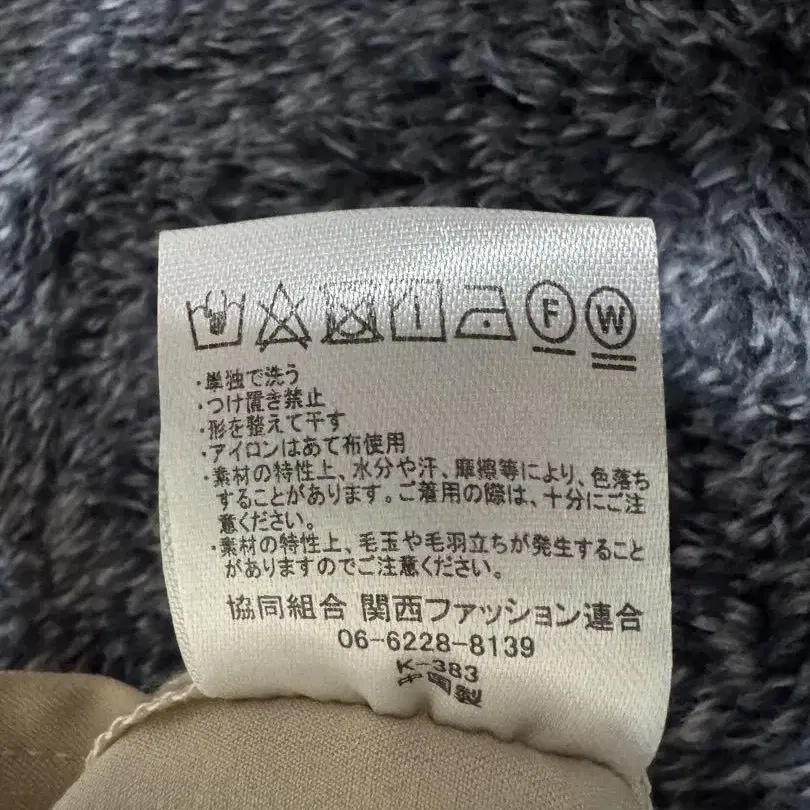 F W
・単独で洗う
・つけ置き禁止
・形を整えて干す
・アイロンはあて布使用
・素材の特性上、水分や汗、摩擦等により、色落ち
することがあります。ご着用の際は、十分にご注
意ください。
・素材の特性上、毛玉や毛羽立ちが発生すること
がありますのでご注意ください。
協同組合 関西ファッション連合
06-6228-8139
K-383
中国製